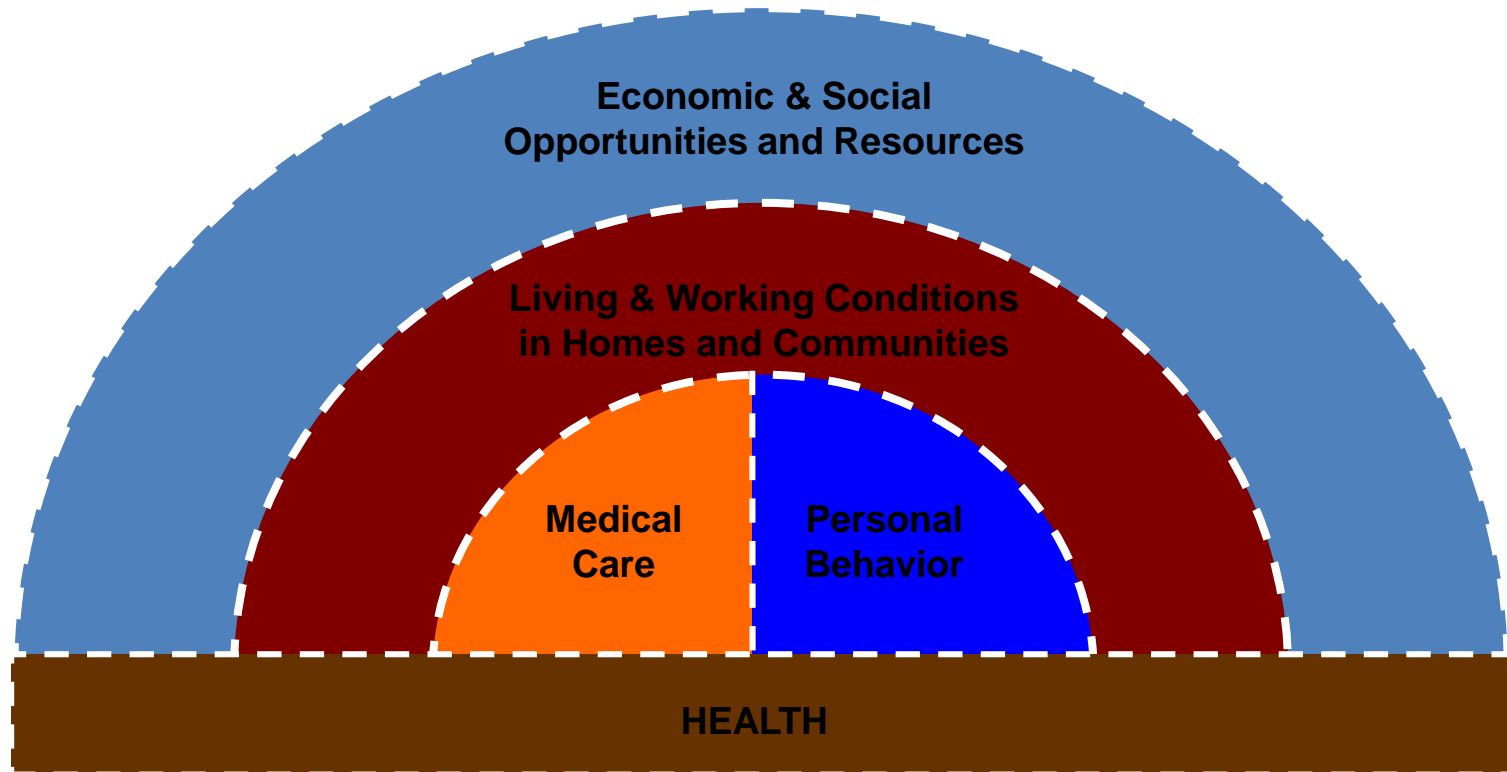 Economic & Social
Opportunities and Resources
Living & Working Conditions
in Homes and Communities
Medical
Care
Personal
Behavior
HEALTH